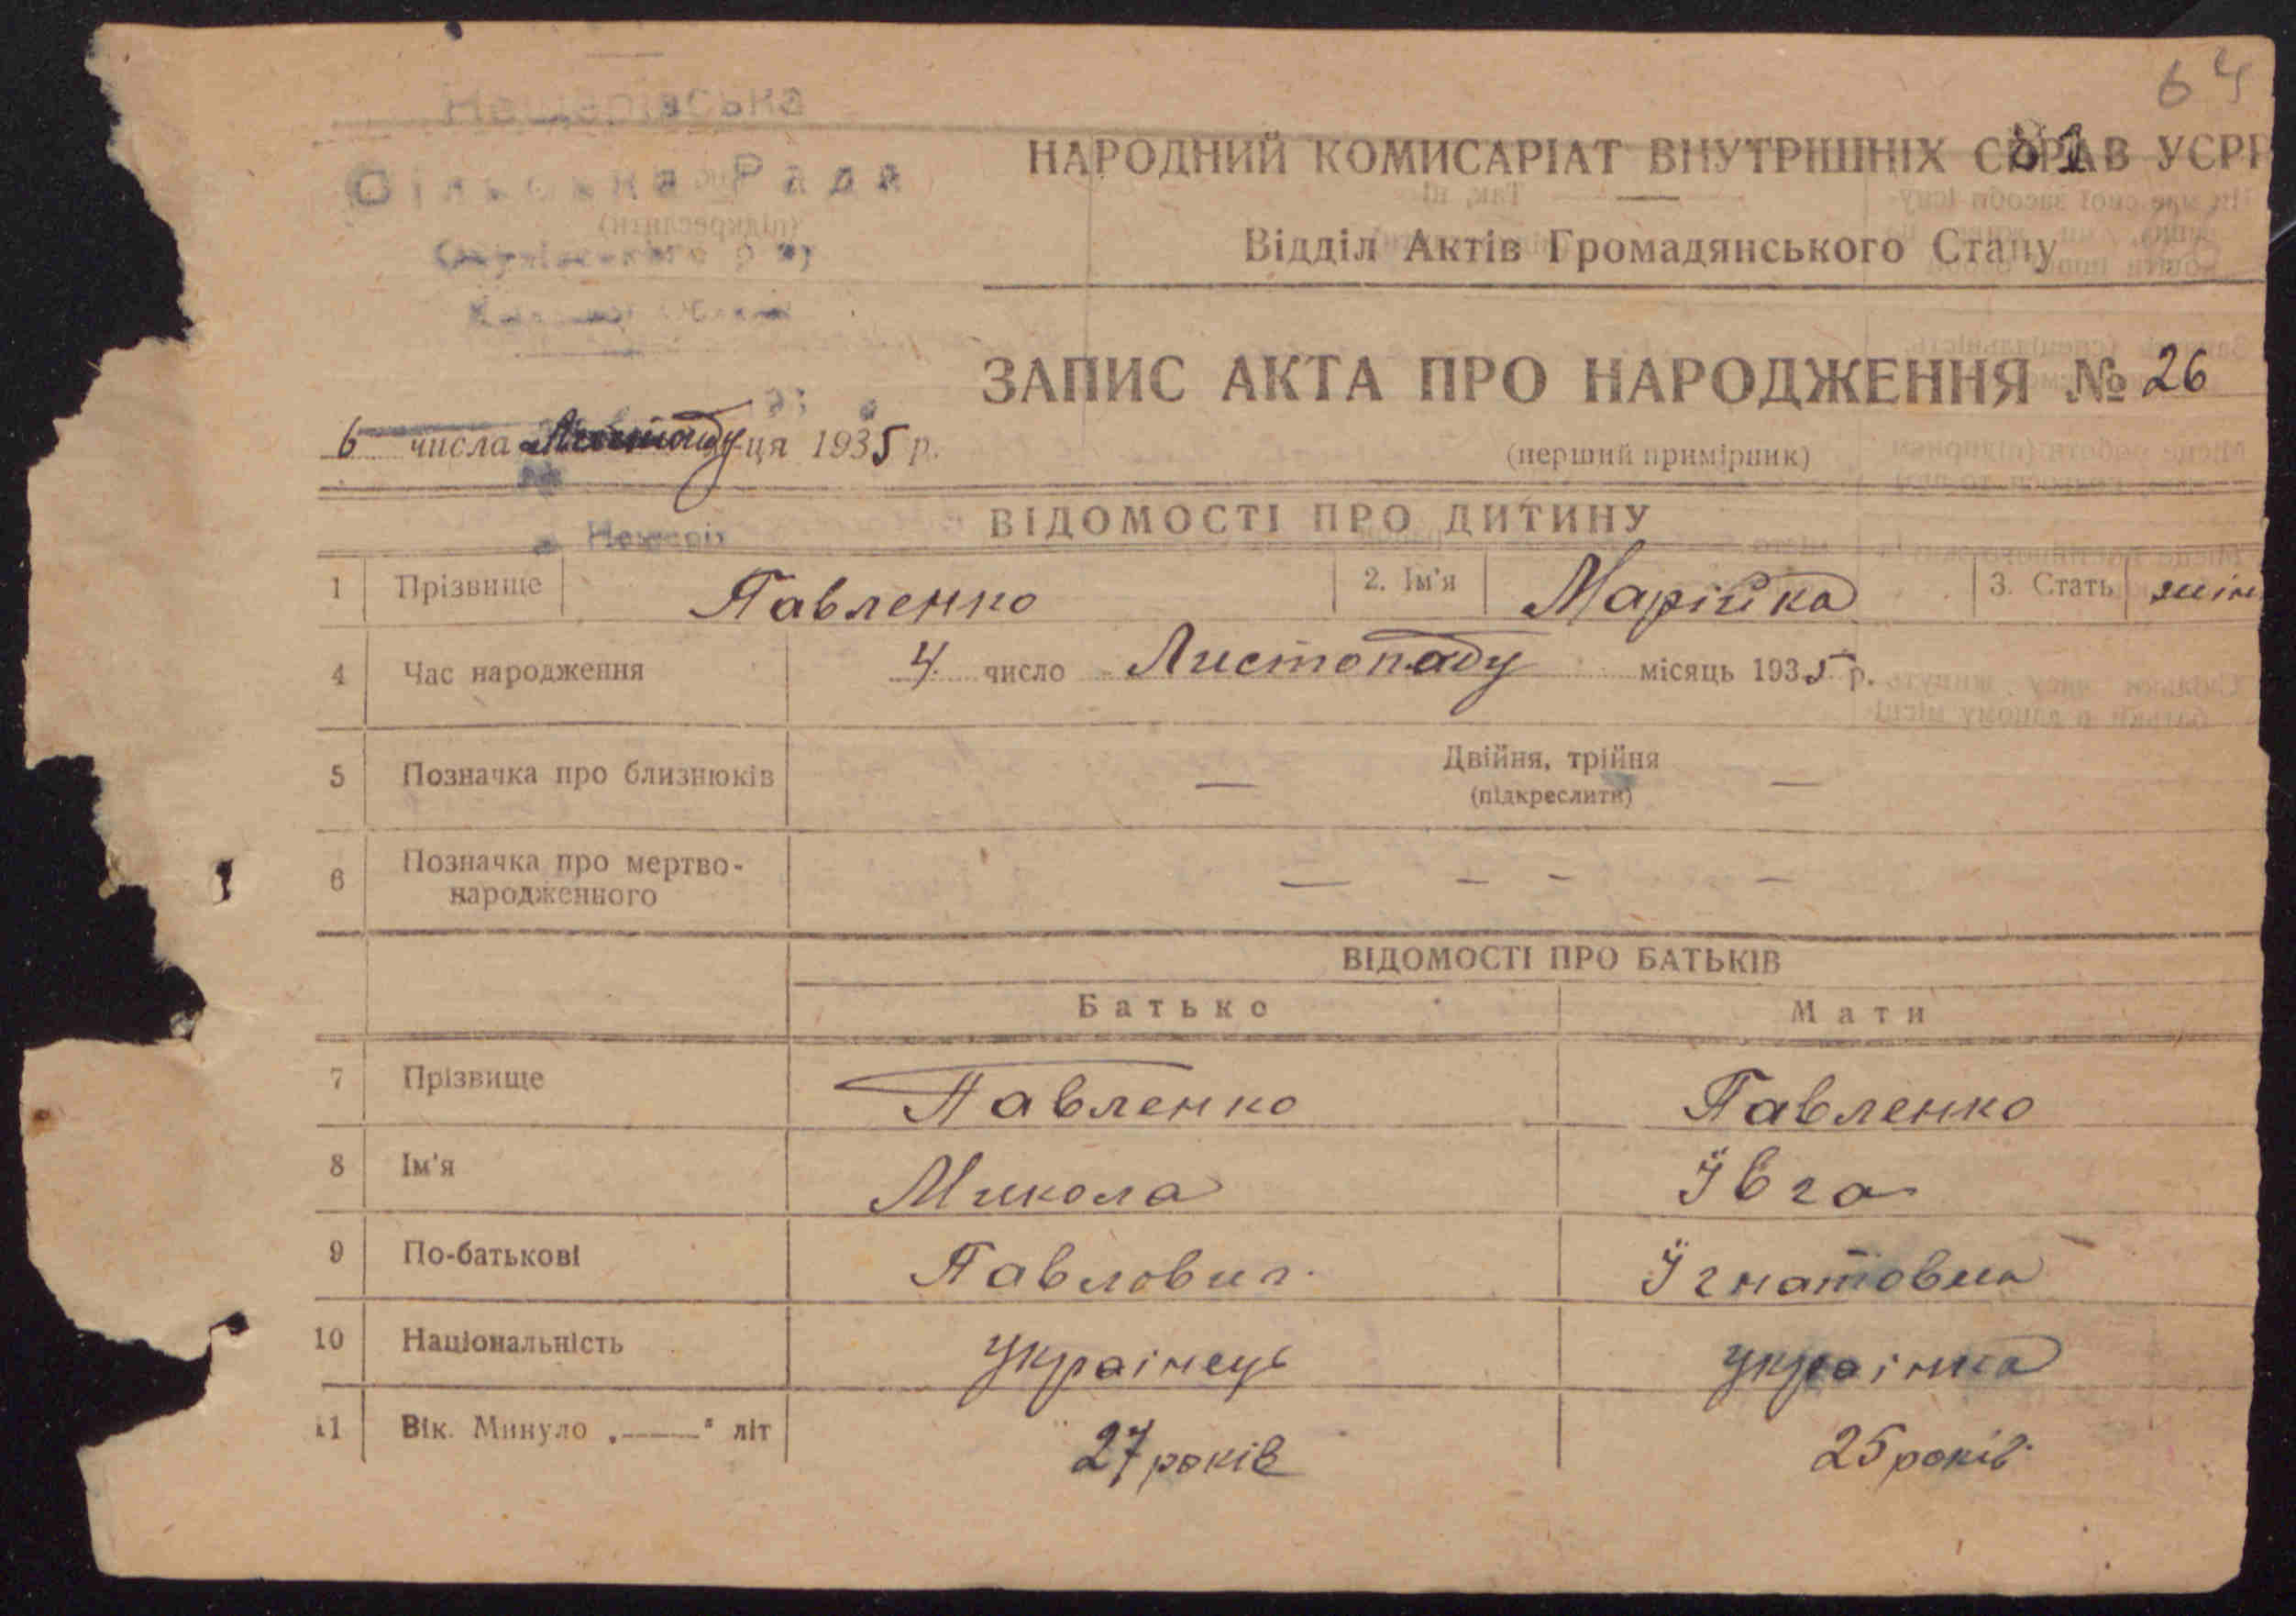 64
Нещерівська
Сільська Рада
НАРОДНИЙ КОМИСАРІАТ ВНУТРІШНІХ СПРАВ УСРР
81
Відділ Актів Громадянського Стану
ЗАПИС АКТА ПРО НАРОДЖЕННЯ № 26
6 числа Листопаду -ця 1935 р.
(перший примірник)
ВІДОМОСТІ ПРО ДИТИНУ
1 Прізвище Павленко 2. Ім'я Марійка 3. Стать жін
4 Час народження 4 число Листопаду місяць 1935 р.
5 Позначка про близнюків — Двійня, трійня —
(підкреслити)
6 Позначка про мертво-
народженного — - - —
ВІДОМОСТІ ПРО БАТЬКІВ
Батько Мати
7 Прізвище Павленко Павленко
8 Ім'я Микола Ївга
9 По-батькові Павлович Їгнатовна
10 Національність українець українка
11 Вік. Минуло „——" літ 27 років 25 років